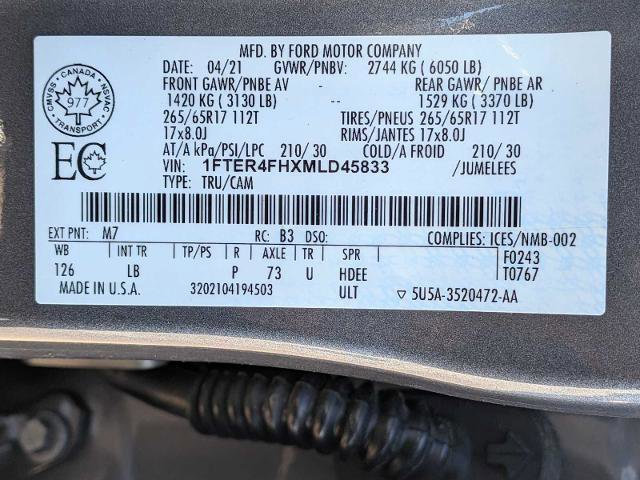 MFD. BY FORD MOTOR COMPANY
DATE: 04/21 GVWR/PNBV: 2744 KG ( 6050 LB)
FRONT GAWR/PNBE AV - REAR GAWR/ PNBE AR
1420 KG ( 3130 LB) -- 1529 KG ( 3370 LB)
265/65R17 112T TIRES/PNEUS 265/65R17 112T
17x8.0J RIMS/JANTES 17x8.0J
AT/A kPa/PSI/LPC 210/ 30 COLD/A FROID 210/ 30
VIN: 1FTER4FHXMLD45833 /JUMELEES
TYPE: TRU/CAM
CMVSS - CANADA - NSVAC
977
TRANSPORT
EC
EXT PNT: M7 RC: B3 DSO: COMPLIES: ICES/NMB-002
WB INT TR TP/PS R AXLE TR SPR F0243
126 LB P 73 U HDEE T0767
MADE IN U.S.A. 3202104194503 ULT ▽ 5U5A-3520472-AA